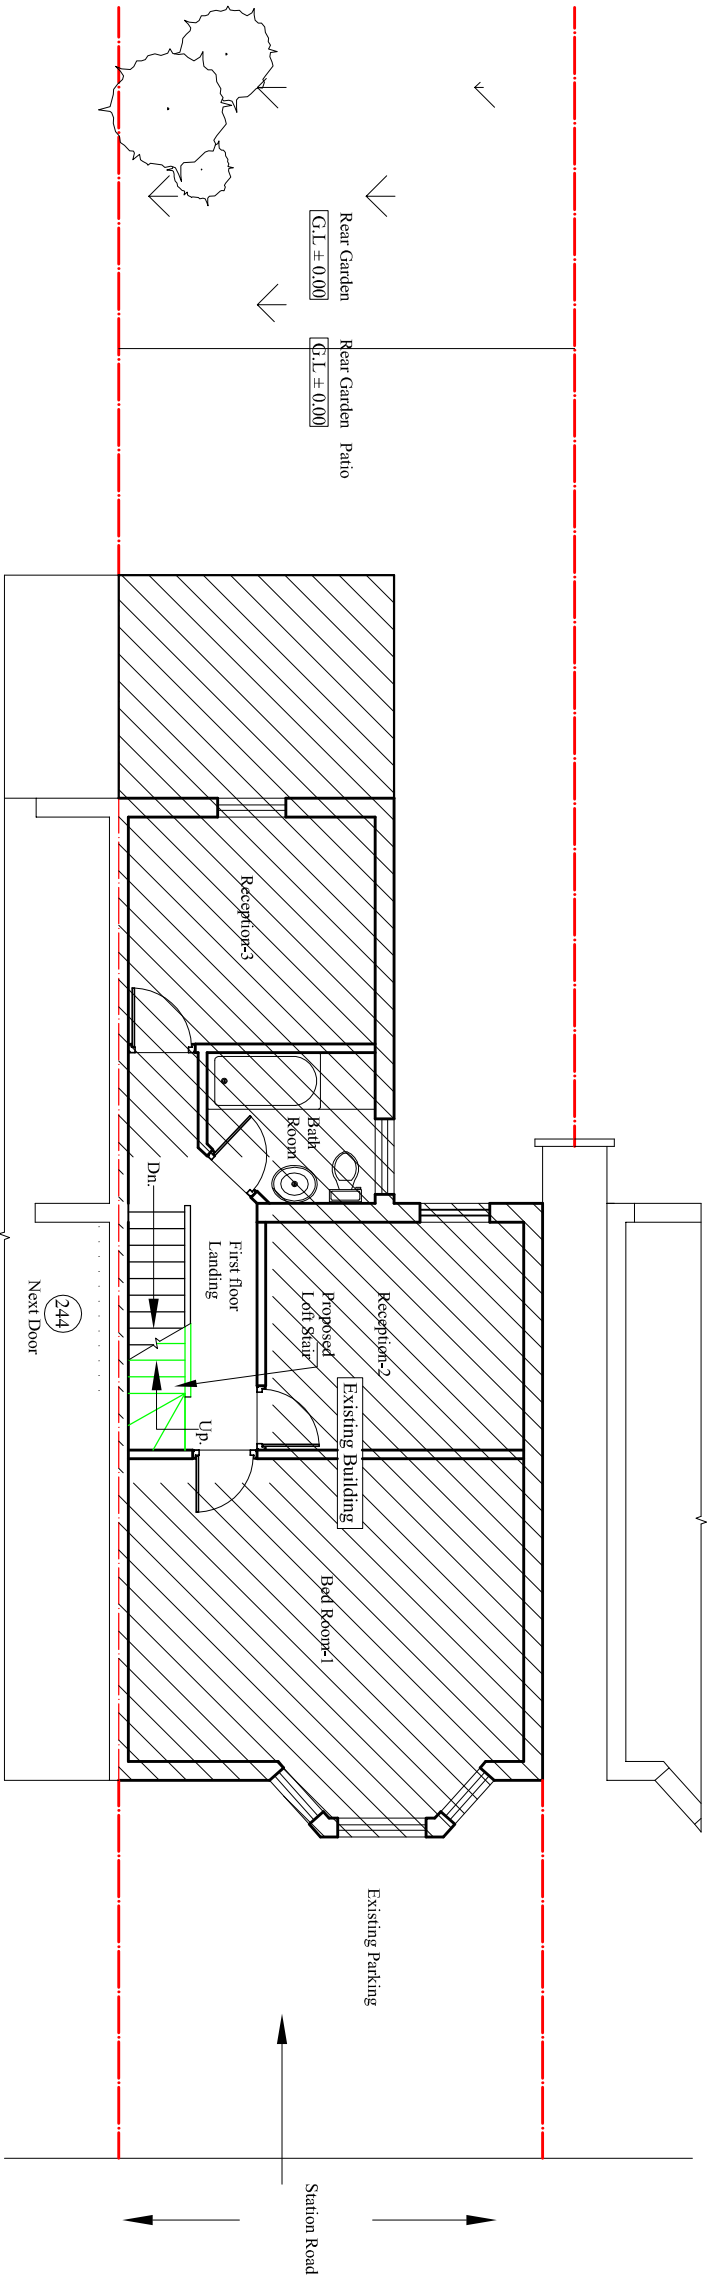 Rear Garden
G.L ± 0.00
Rear Garden Patio
G.L ± 0.00
Reception-3
Bath
Room
Dn.
First floor
Landing
Proposed
Loft Stair
Reception-2
Existing Building
Up.
244
Next Door
Bed Room-1
Existing Parking
Station Road